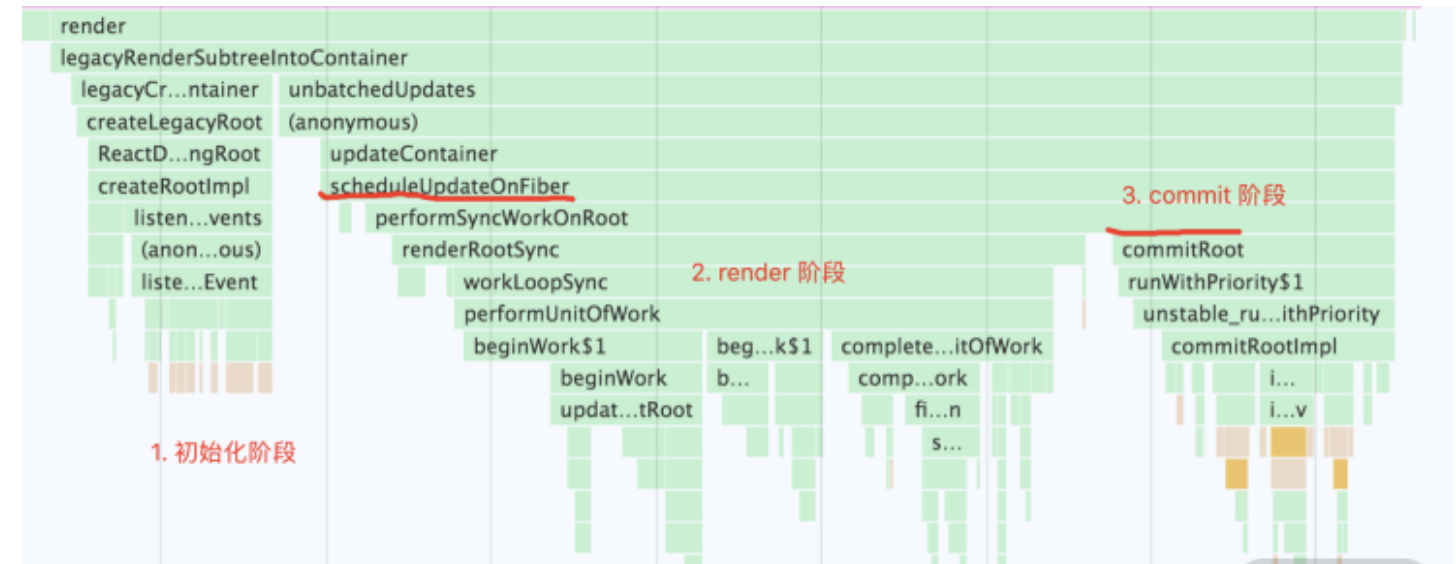 render
legacyRenderSubtreeIntoContainer
legacyCr...ntainer unbatchedUpdates
createLegacyRoot (anonymous)
ReactD...ngRoot updateContainer
createRootImpl scheduleUpdateOnFiber
3. commit 阶段
listen...vents performSyncWorkOnRoot
(anon...ous) renderRootSync commitRoot
2. render 阶段
liste...Event workLoopSync runWithPriority$1
performUnitOfWork unstable_ru...ithPriority
beginWork$1 beg...k$1 complete...itOfWork commitRootImpl
beginWork b... comp...ork i...
updat...tRoot fi...n i...v
s...
1. 初始化阶段